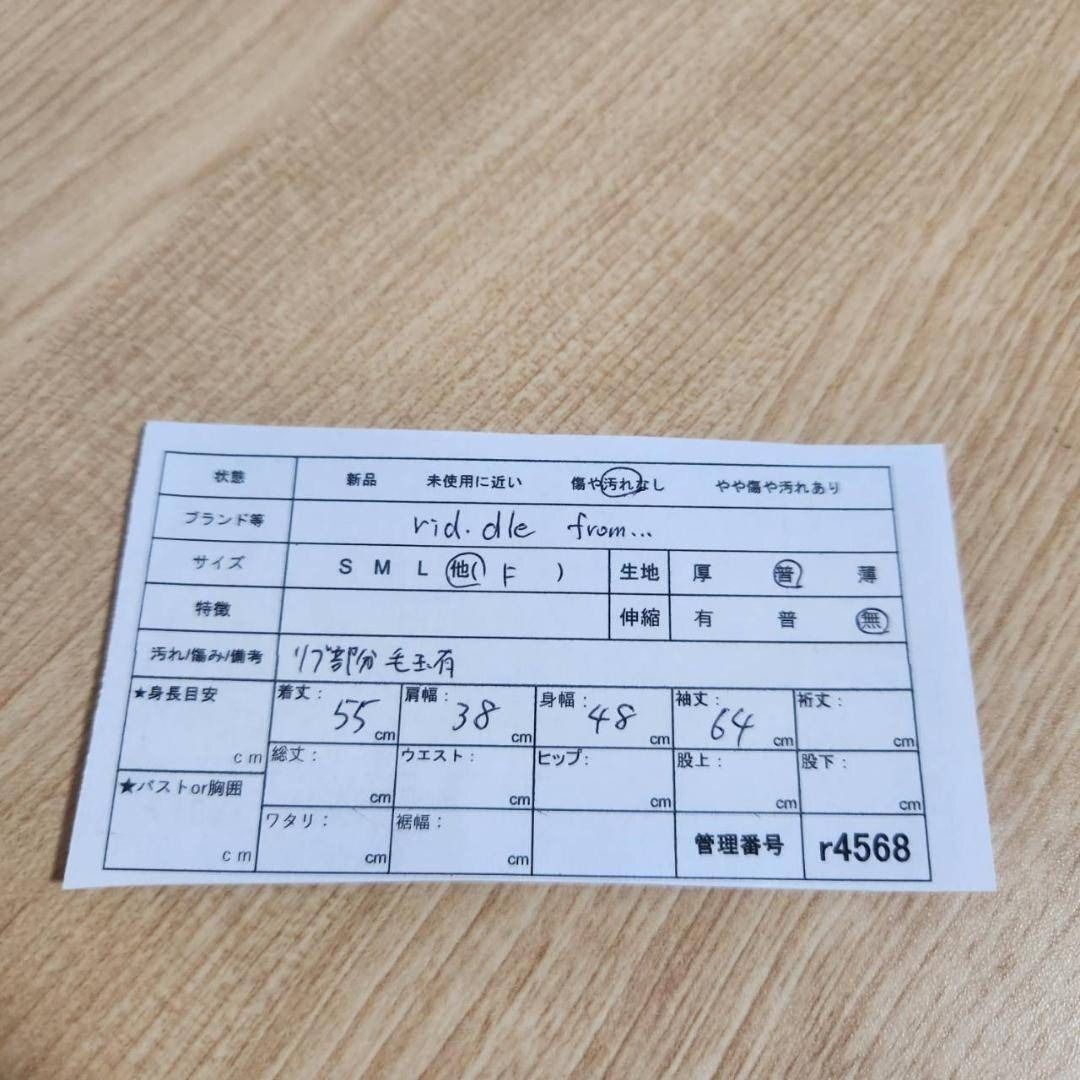 状態 新品 未使用に近い 傷や汚れなし やや傷や汚れあり
ブランド等 rid.dle from...
サイズ S M L 他( F ) 生地 厚 普 薄
特徴 伸縮 有 普 無
汚れ/傷み/備考 リブ部分毛玉有
★身長目安 cm 着丈: 55 cm 肩幅: 38 cm 身幅: 48 cm 袖丈: 64 cm 裄丈: cm
総丈: cm ウエスト: cm ヒップ: cm 股上: cm 股下: cm
★バストor胸囲 cm ワタリ: cm 裾幅: cm 管理番号 r4568